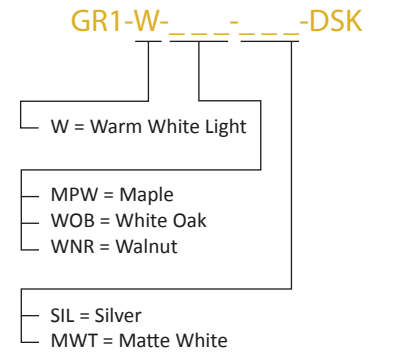 GR1-W-_ _ _-_ _ _-DSK
W = Warm White Light
MPW = Maple
WOB = White Oak
WNR = Walnut
SIL = Silver
MWT = Matte White